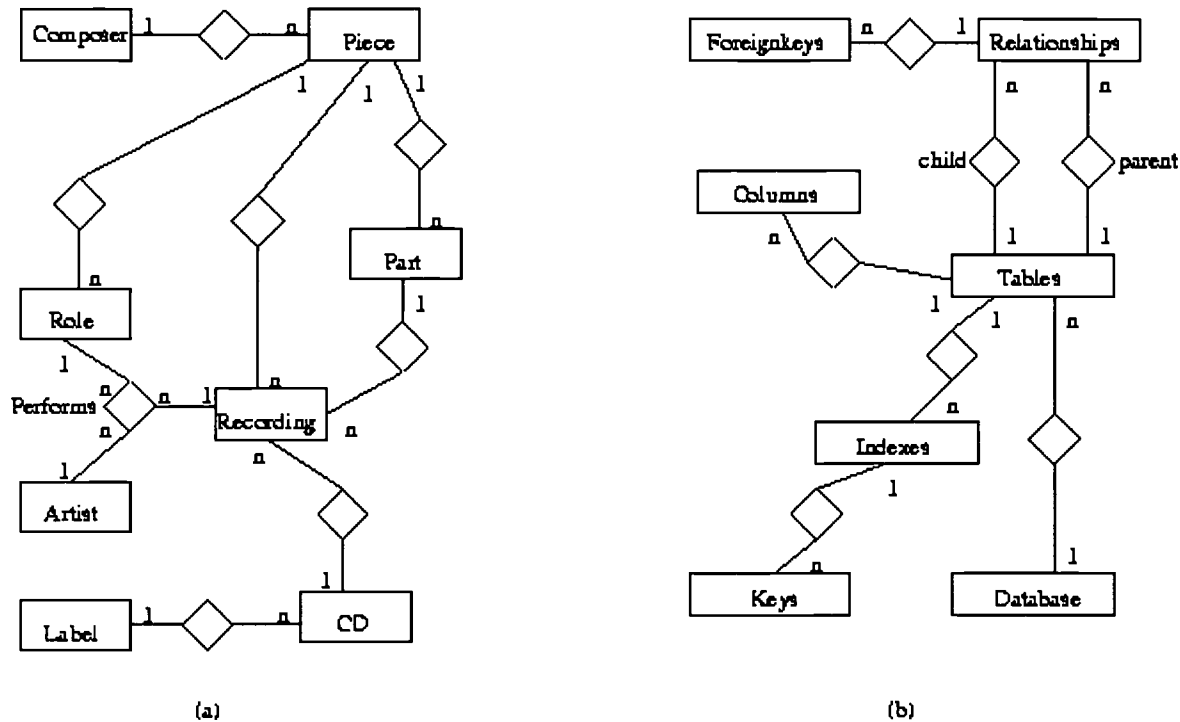 Composer
1
n
Piece
1
1
1
n
Part
1
n
Role
1
n
Performs
n
n
1
n
Recording
n
n
1
Artist
1
Label
1
n
CD
(a)
Foreignkeys
n
1
Relationships
n
n
child
parent
Columns
n
1
1
Tables
1
1
n
n
Indexes
1
n
Keys
1
Database
(b)